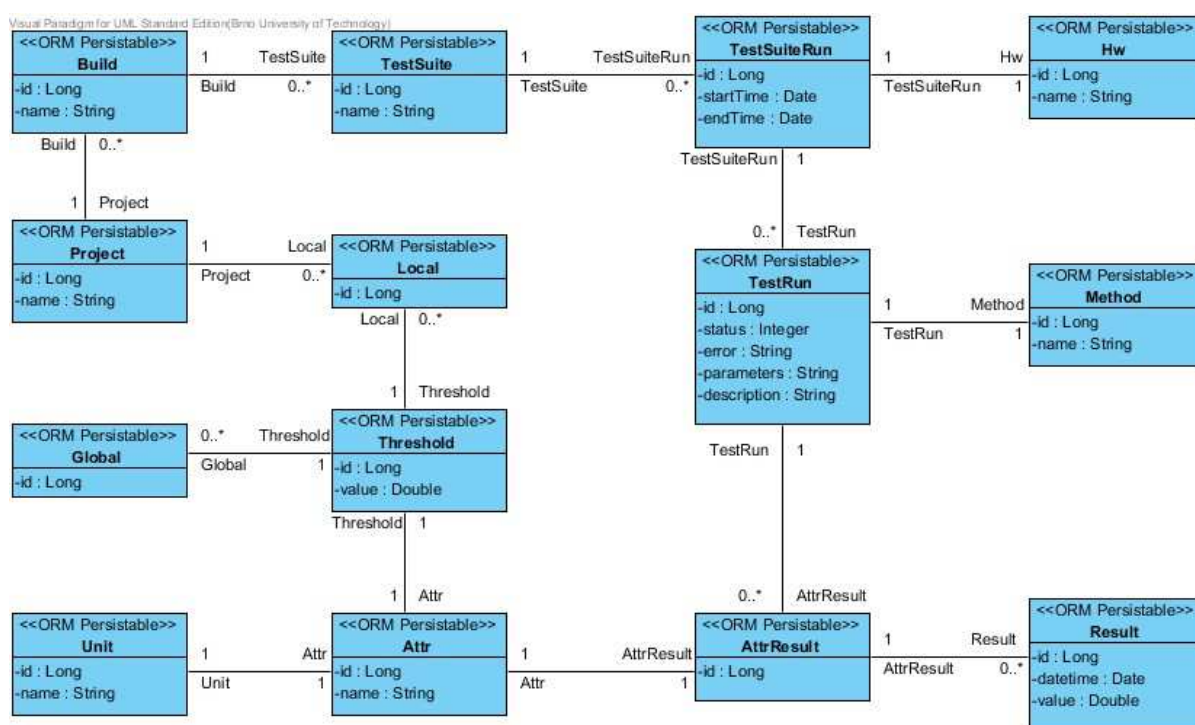 Visual Paradigm for UML Standard Edition(Brno University of Technology)
<<ORM Persistable>>
Build
-id : Long
-name : String
1 TestSuite
Build 0..*
<<ORM Persistable>>
TestSuite
-id : Long
-name : String
1 TestSuiteRun
TestSuite 0..*
<<ORM Persistable>>
TestSuiteRun
-id : Long
-startTime : Date
-endTime : Date
1 Hw
TestSuiteRun 1
<<ORM Persistable>>
Hw
-id : Long
-name : String
Build 0..*
1 Project
TestSuiteRun 1
0..* TestRun
<<ORM Persistable>>
Project
-id : Long
-name : String
1 Local
Project 0..*
<<ORM Persistable>>
Local
-id : Long
Local 0..*
1 Threshold
<<ORM Persistable>>
TestRun
-id : Long
-status : Integer
-error : String
-parameters : String
-description : String
1 Method
TestRun 1
<<ORM Persistable>>
Method
-id : Long
-name : String
<<ORM Persistable>>
Global
-id : Long
0..* Threshold
Global 1
<<ORM Persistable>>
Threshold
-id : Long
-value : Double
Threshold 1
1 Attr
TestRun 1
0..* AttrResult
<<ORM Persistable>>
Unit
-id : Long
-name : String
1 Attr
Unit 1
<<ORM Persistable>>
Attr
-id : Long
-name : String
1 AttrResult
Attr 1
<<ORM Persistable>>
AttrResult
-id : Long
1 Result
AttrResult 0..*
<<ORM Persistable>>
Result
-id : Long
-datetime : Date
-value : Double